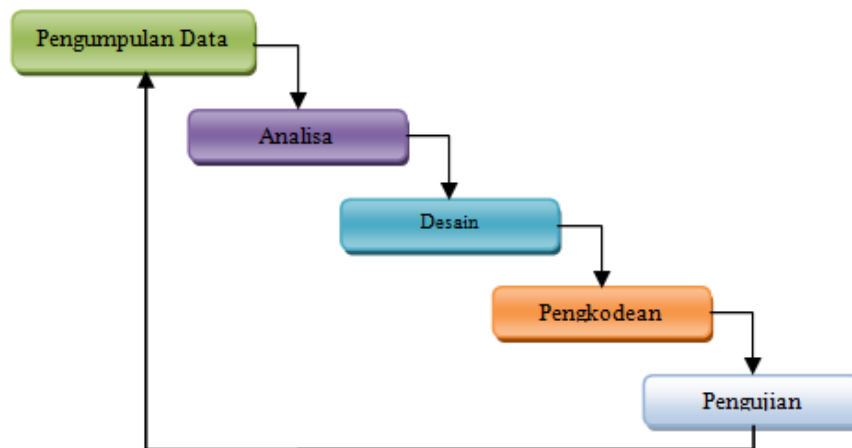 Pengumpulan Data
Analisa
Desain
Pengkodean
Pengujian